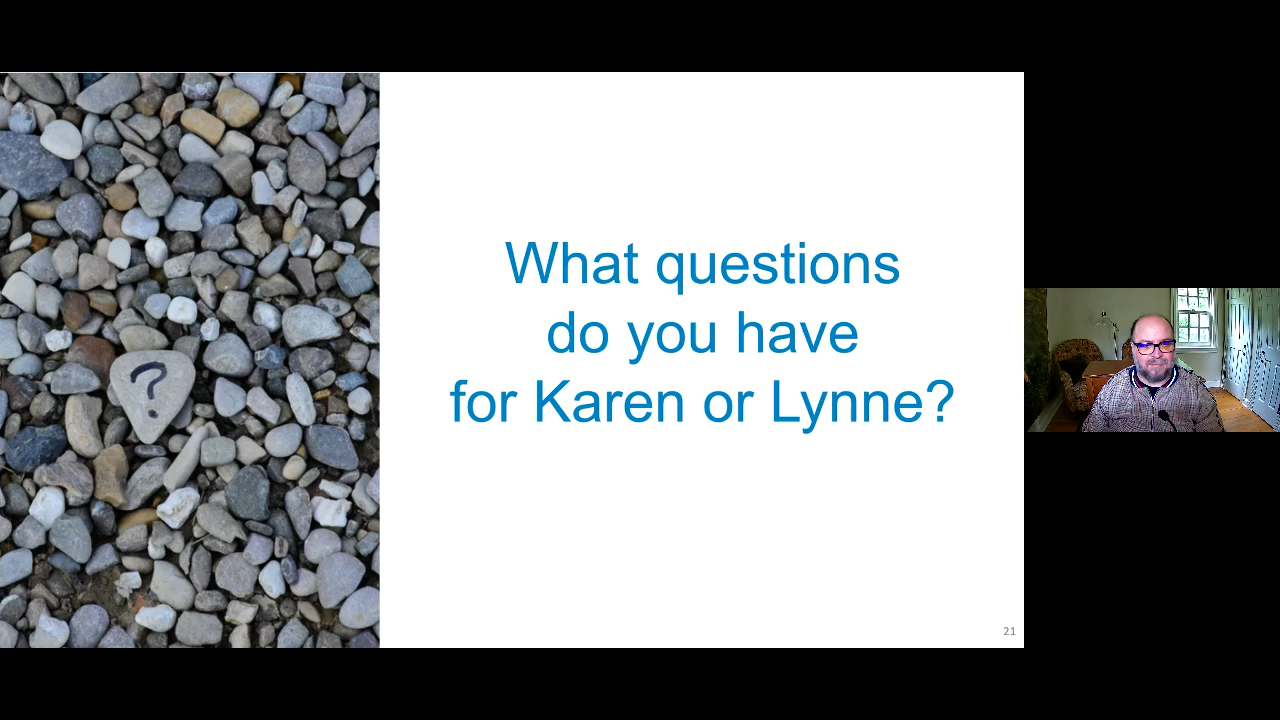 ?
What questions
do you have
for Karen or Lynne?
21